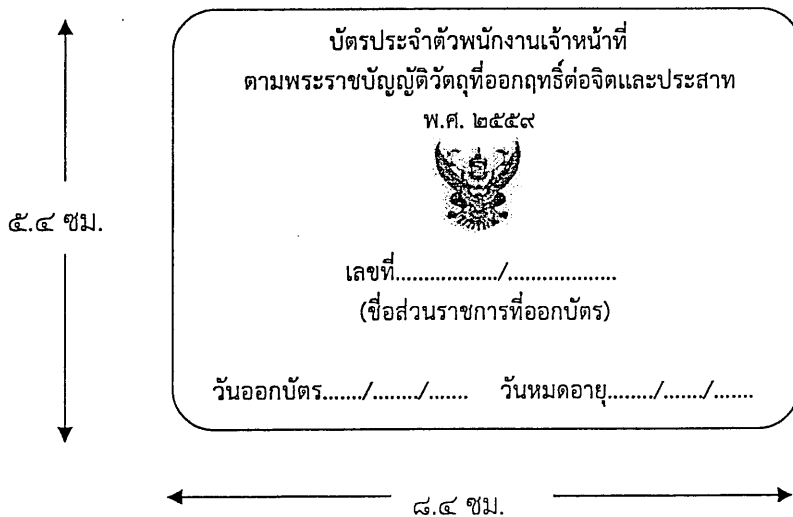 บัตรประจำตัวพนักงานเจ้าหน้าที่
ตามพระราชบัญญัติวัตถุที่ออกฤทธิ์ต่อจิตและประสาท
พ.ศ. ๒๕๕๙
๕.๔ ซม.
เลขที่................../...................
(ชื่อส่วนราชการที่ออกบัตร)
วันออกบัตร......./......../....... วันหมดอายุ......../......./.......
๘.๔ ซม.